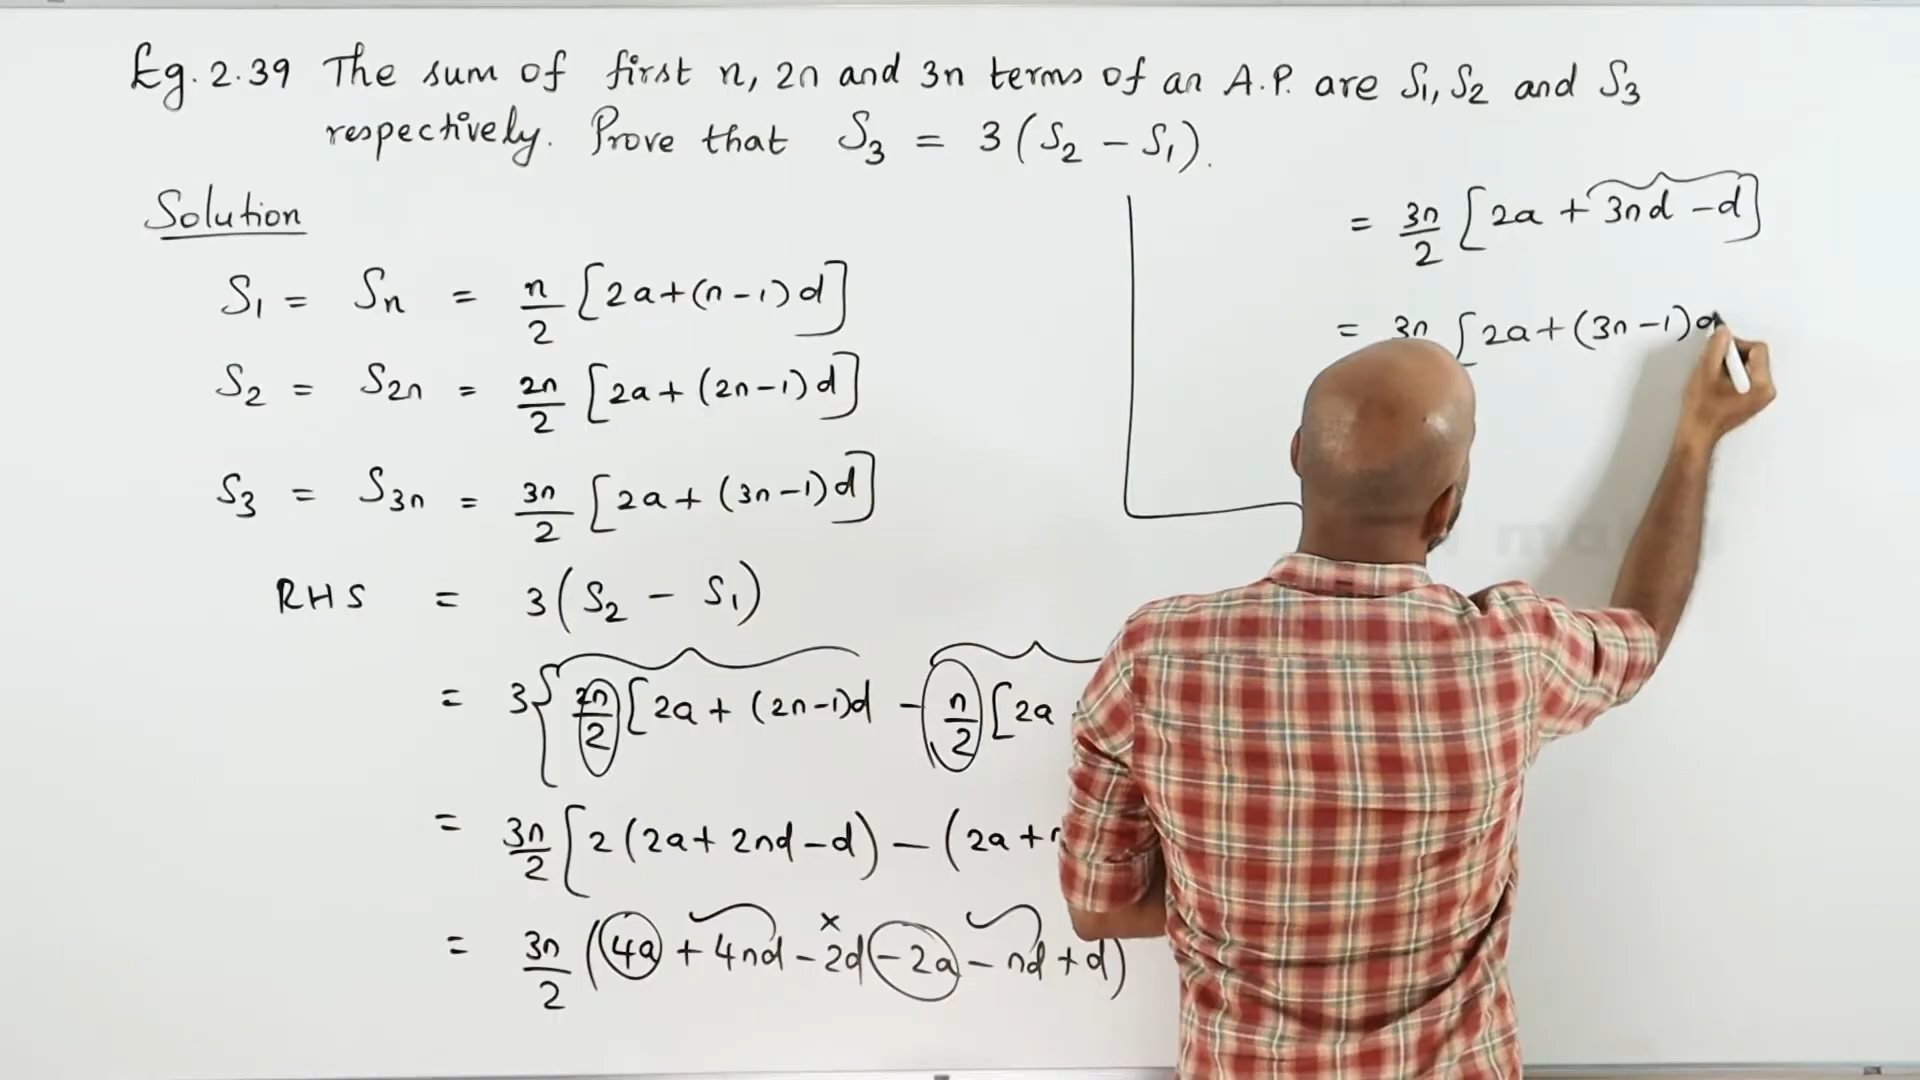 Eg. 2.39 The sum of first n, 2n and 3n terms of an A.P. are S₁, S₂ and S₃
respectively. Prove that S₃ = 3(S₂ - S₁).
Solution
S₁ = Sn = n/2 [2a+(n-1)d]
S₂ = S2n = 2n/2 [2a+(2n-1)d]
S₃ = S3n = 3n/2 [2a+(3n-1)d]
RHS = 3(S₂ - S₁)
= 3{2n/2 [2a+(2n-1)d - n/2 [2a
= 3n/2 [2(2a+2nd-d) - (2a+
= 3n/2 (4a+4nd-2d-2a-nd+d)
= 3n/2 [2a+3nd-d]
= 3n [2a+(3n-1)d